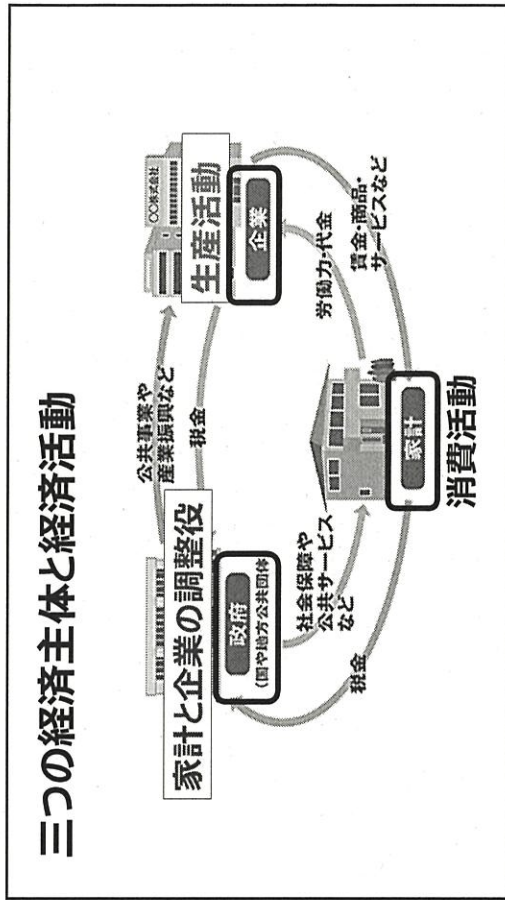 三つの経済主体と経済活動
公共事業や
産業振興など
〇〇株式会社
家計と企業の調整役
政府
(国や地方公共団体
税金
生産活動
企業
社会保障や
公共サービス
など
労働力・代金
税金
家計
消費活動
賃金・商品・
サービスなど